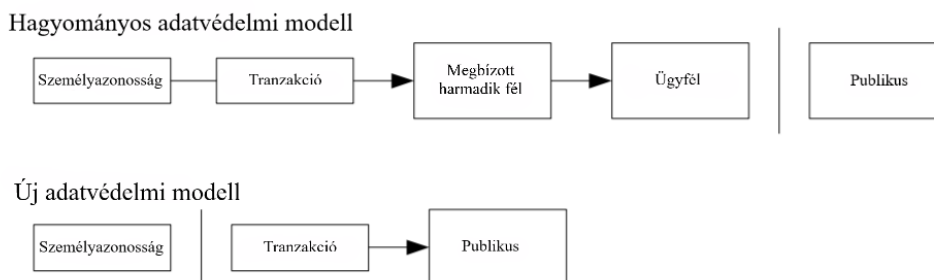 Hagyományos adatvédelmi modell
Személyazonosság
Tranzakció
Megbízott
harmadik fél
Ügyfél
Publikus
Új adatvédelmi modell
Személyazonosság
Tranzakció
Publikus